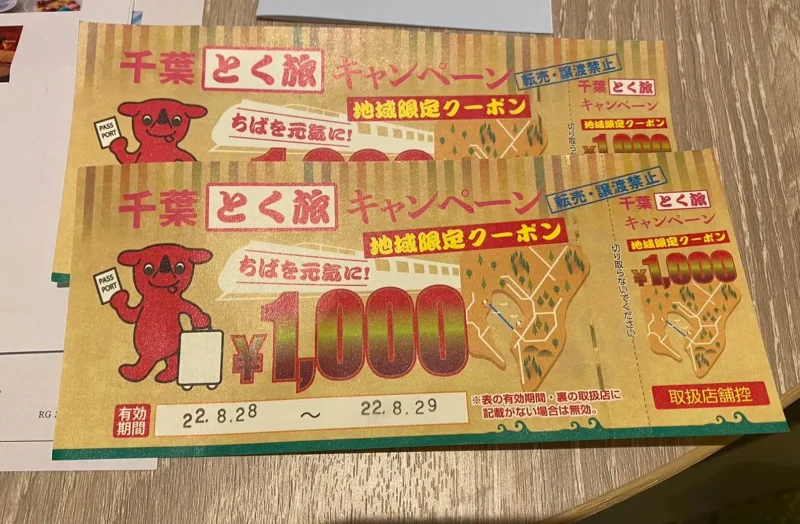 千葉 とく旅 キャンペーン
転売・譲渡禁止
地域限定クーポン
PASS
PORT
ちばを元気に!
千葉 とく旅
キャンペーン
地域限定クーポン
¥1,000
千葉 とく旅 キャンペーン
転売・譲渡禁止
地域限定クーポン
PASS
PORT
ちばを元気に!
¥1,000
有効
期間
22.8.28 ～ 22.8.29
※表の有効期間・裏の取扱店に
記載がない場合は無効。
切り取らないでください
千葉 とく旅
キャンペーン
地域限定クーポン
¥1,000
取扱店舗控
RG